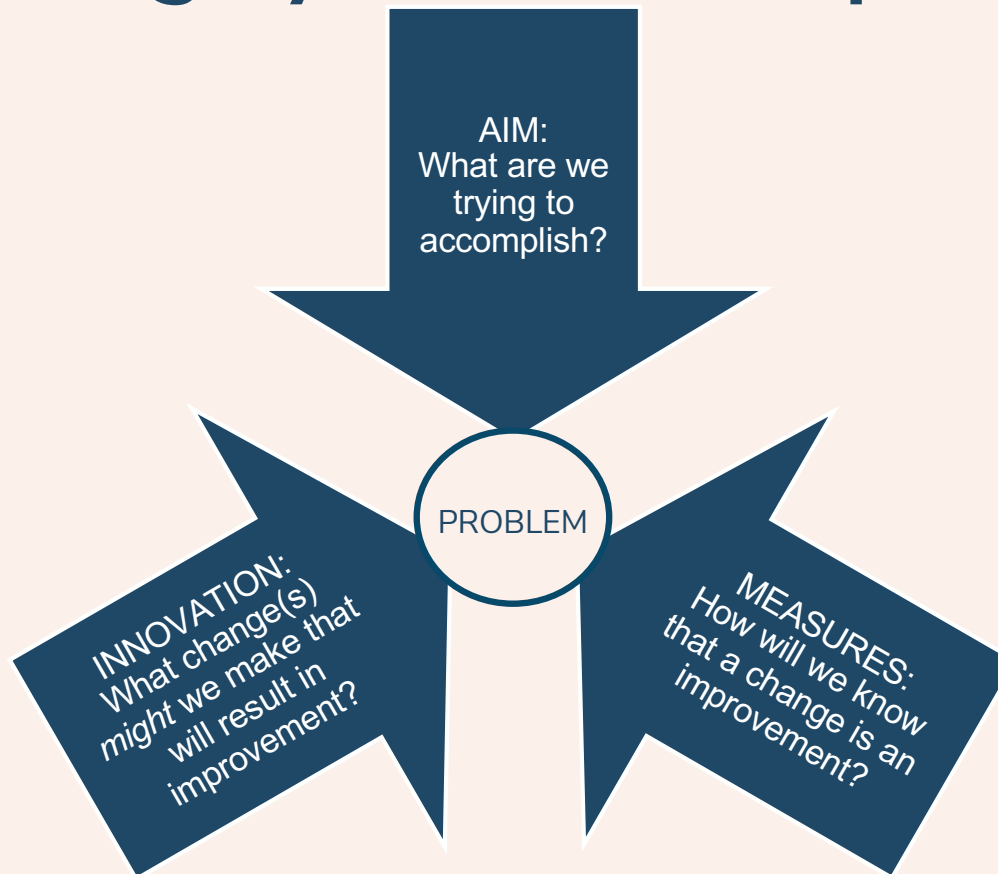 AIM:
What are we
trying to
accomplish?
PROBLEM
INNOVATION:
What change(s)
might we make that
will result in
improvement?
MEASURES:
How will we know
that a change is an
improvement?